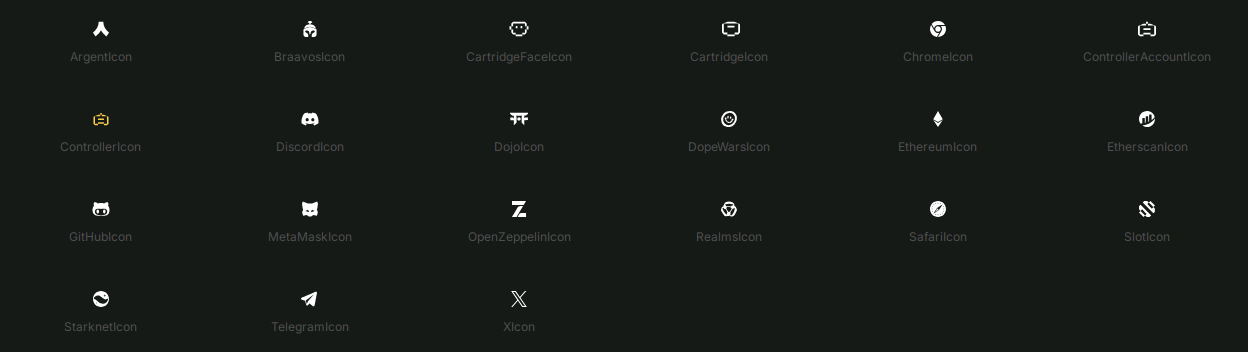 ArgentIcon BraavosIcon CartridgeFaceIcon CartridgeIcon ChromeIcon ControllerAccountIcon
ControllerIcon DiscordIcon DojoIcon DopeWarsIcon EthereumIcon EtherscanIcon
GitHubIcon MetaMaskIcon OpenZeppelinIcon RealmsIcon SafariIcon SlotIcon
StarknetIcon TelegramIcon XIcon